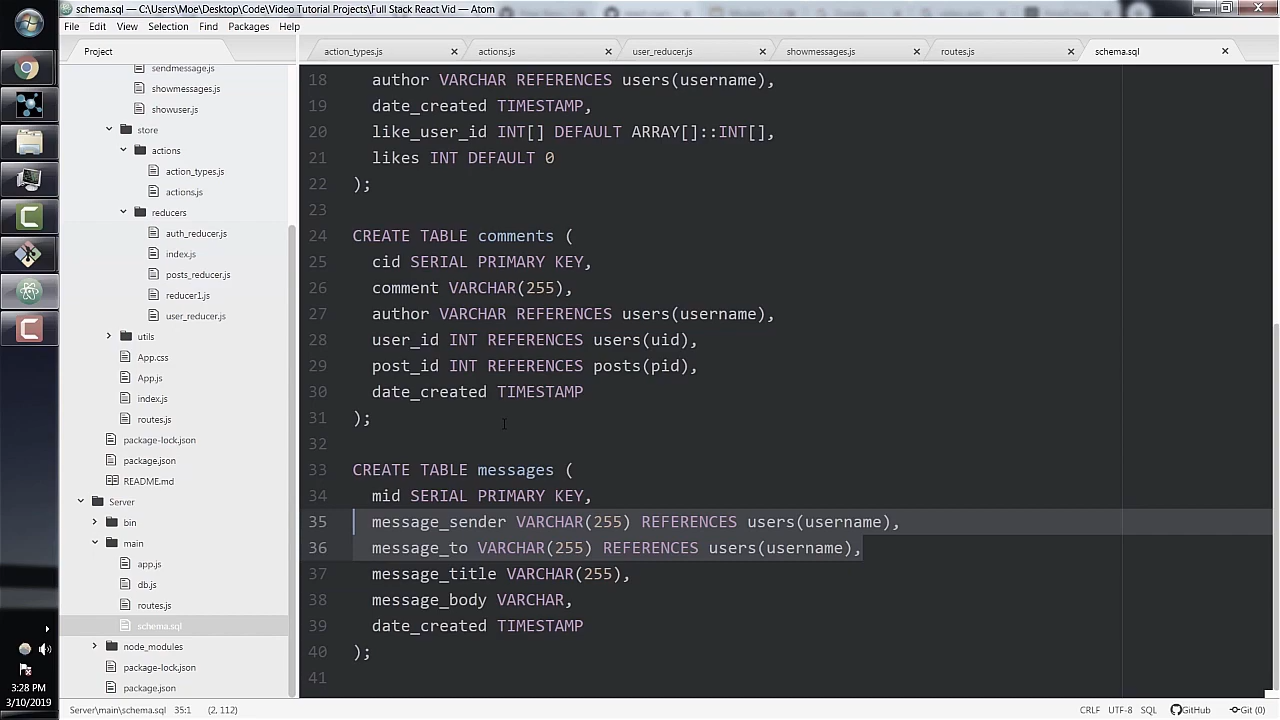 schema.sql — C:\Users\Moe\Desktop\Code\Video Tutorial Projects\Full Stack React Vid — Atom
File Edit View Selection Find Packages Help
Project
action_types.js
actions.js
user_reducer.js
showmessages.js
routes.js
schema.sql
sendmessage.js
showmessages.js
showuser.js
store
actions
action_types.js
actions.js
reducers
auth_reducer.js
index.js
posts_reducer.js
reducer1.js
user_reducer.js
utils
App.css
App.js
index.js
routes.js
package-lock.json
package.json
README.md
Server
bin
main
app.js
db.js
routes.js
schema.sql
node_modules
package-lock.json
package.json
18 author VARCHAR REFERENCES users(username),
19 date_created TIMESTAMP,
20 like_user_id INT[] DEFAULT ARRAY[]::INT[],
21 likes INT DEFAULT 0
22 );
23
24 CREATE TABLE comments (
25 cid SERIAL PRIMARY KEY,
26 comment VARCHAR(255),
27 author VARCHAR REFERENCES users(username),
28 user_id INT REFERENCES users(uid),
29 post_id INT REFERENCES posts(pid),
30 date_created TIMESTAMP
31 );
32
33 CREATE TABLE messages (
34 mid SERIAL PRIMARY KEY,
35 message_sender VARCHAR(255) REFERENCES users(username),
36 message_to VARCHAR(255) REFERENCES users(username),
37 message_title VARCHAR(255),
38 message_body VARCHAR,
39 date_created TIMESTAMP
40 );
41
3:28 PM
3/10/2019
Server\main\schema.sql 35:1 (2, 112)
CRLF UTF-8 SQL GitHub Git (0)